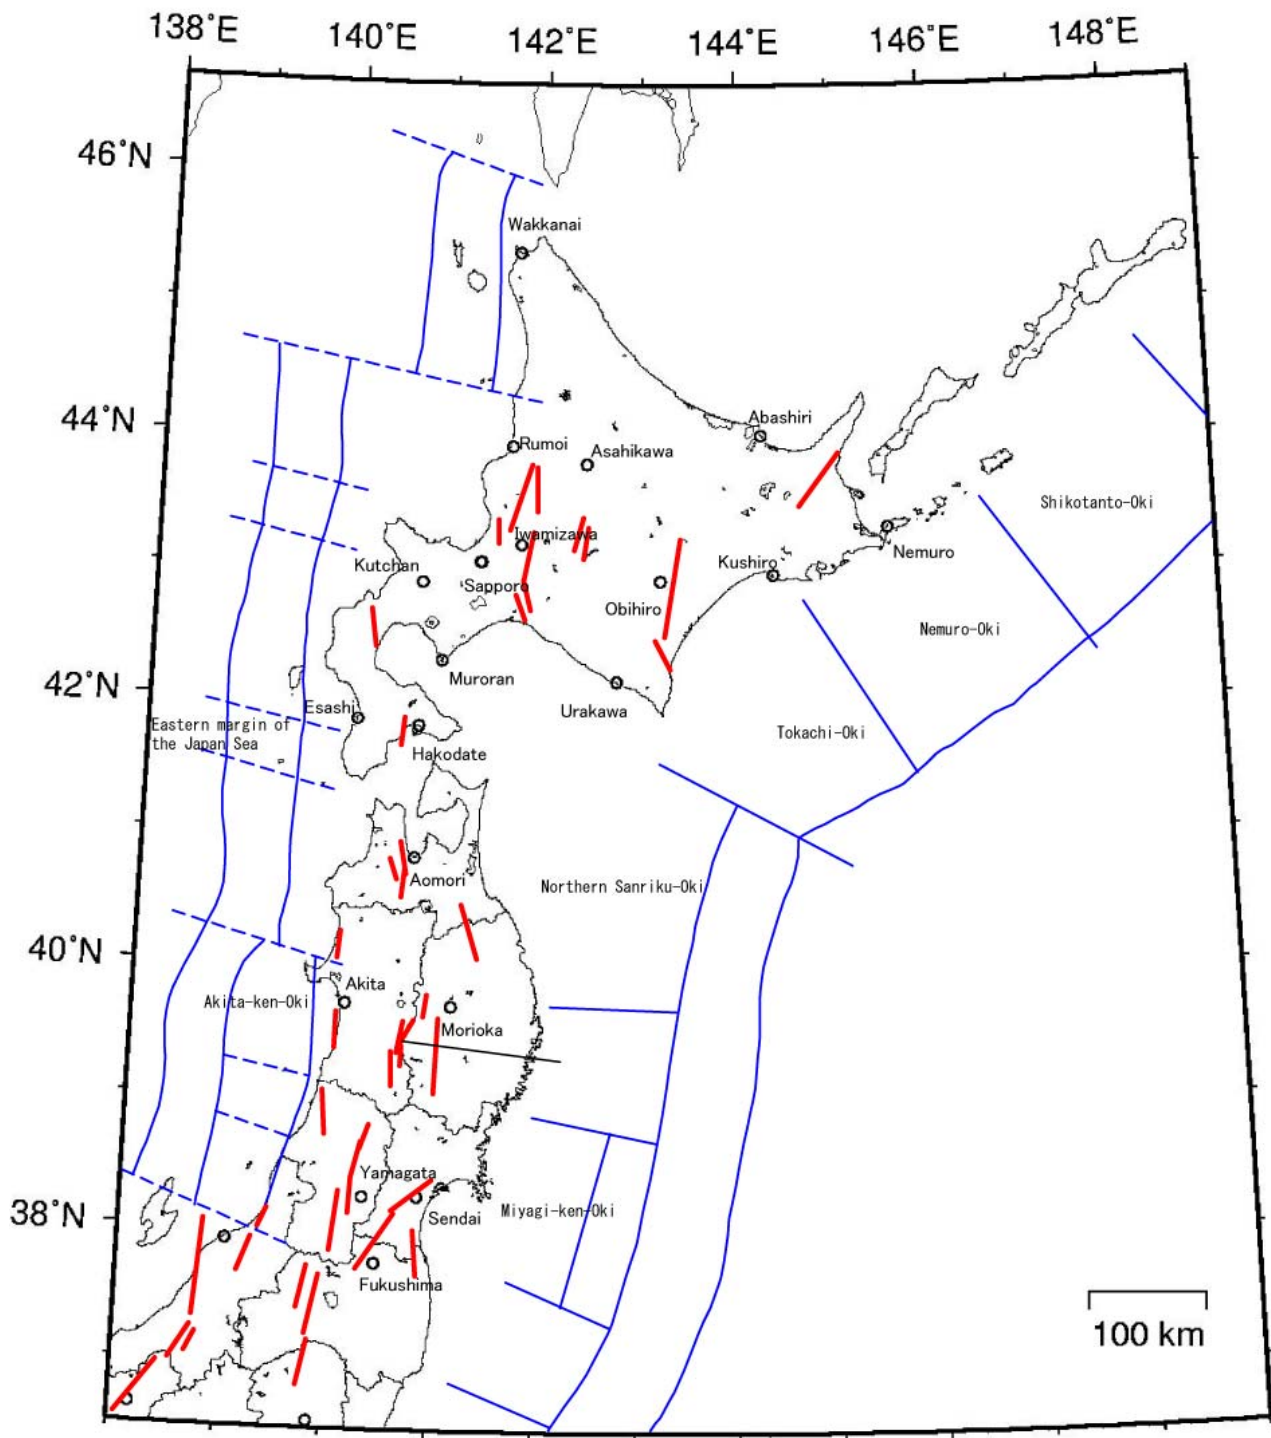 138°E 140°E 142°E 144°E 146°E 148°E
46°N
Wakkanai
44°N
Abashiri
Rumoi
Asahikawa
Shikotanto-Oki
Iwamizawa
Nemuro
Kutchan
Sapporo
Kushiro
Obihiro
Nemuro-Oki
42°N
Muroran
Esashi
Urakawa
Eastern margin of
the Japan Sea
Tokachi-Oki
Hakodate
Aomori
Northern Sanriku-Oki
40°N
Akita
Akita-ken-Oki
Morioka
Yamagata
38°N
Sendai
Miyagi-ken-Oki
Fukushima
100 km